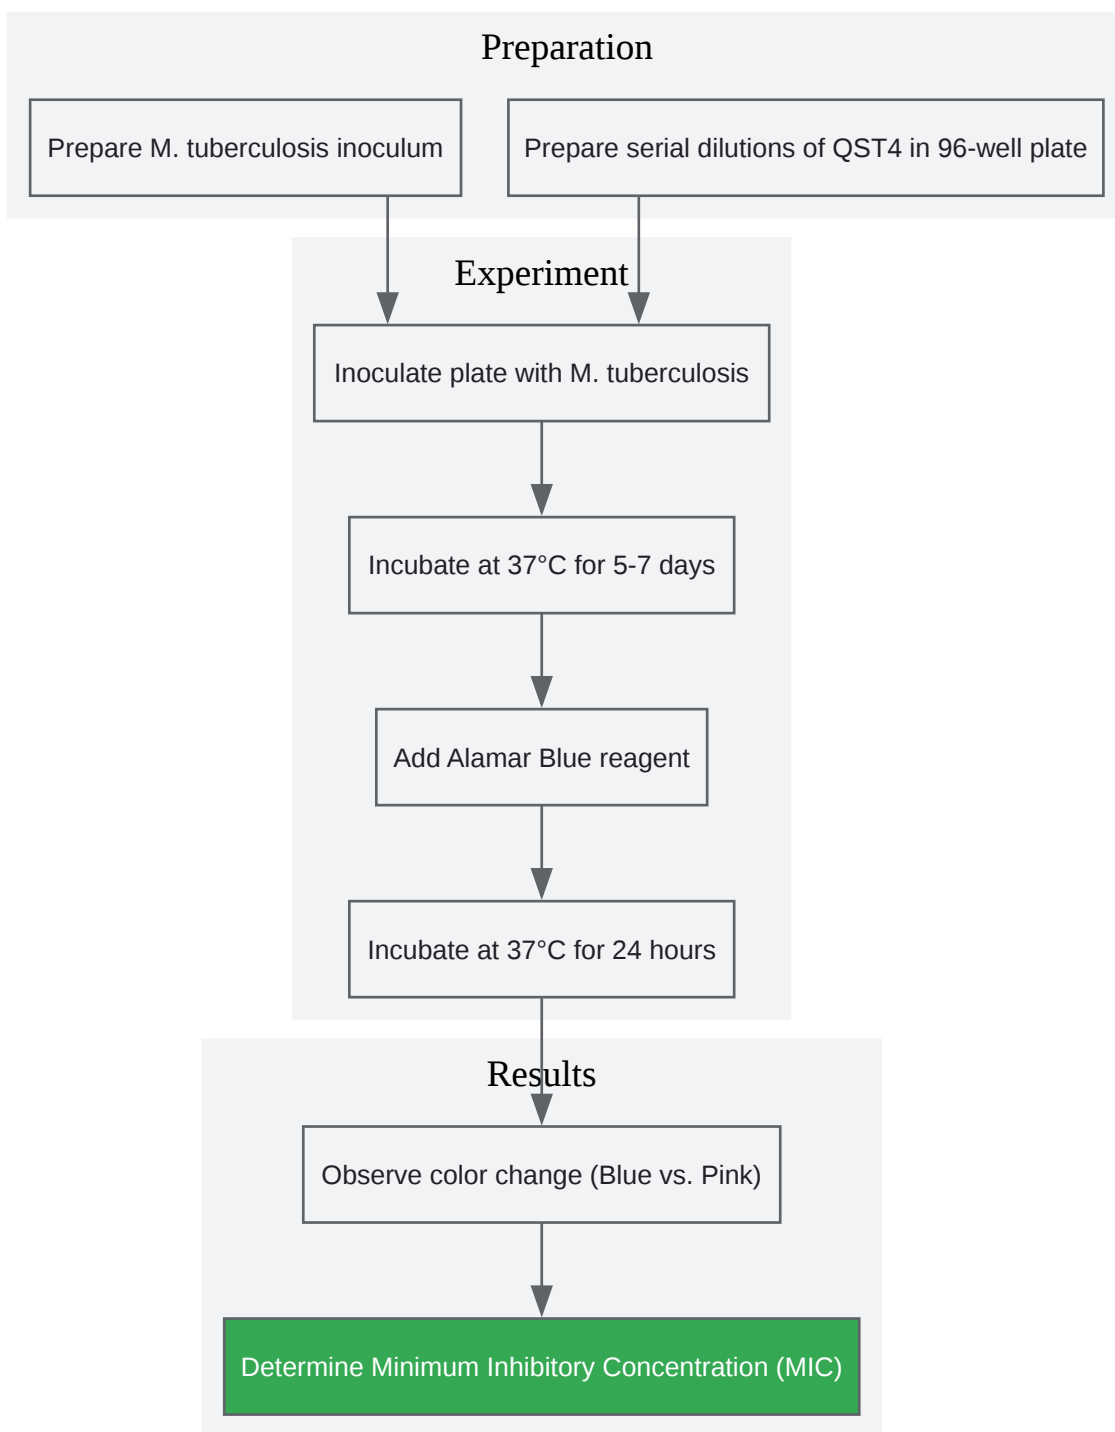 Preparation
Prepare M. tuberculosis inoculum
Prepare serial dilutions of QST4 in 96-well plate
Experiment
Inoculate plate with M. tuberculosis
Incubate at 37°C for 5-7 days
Add Alamar Blue reagent
Incubate at 37°C for 24 hours
Results
Observe color change (Blue vs. Pink)
Determine Minimum Inhibitory Concentration (MIC)